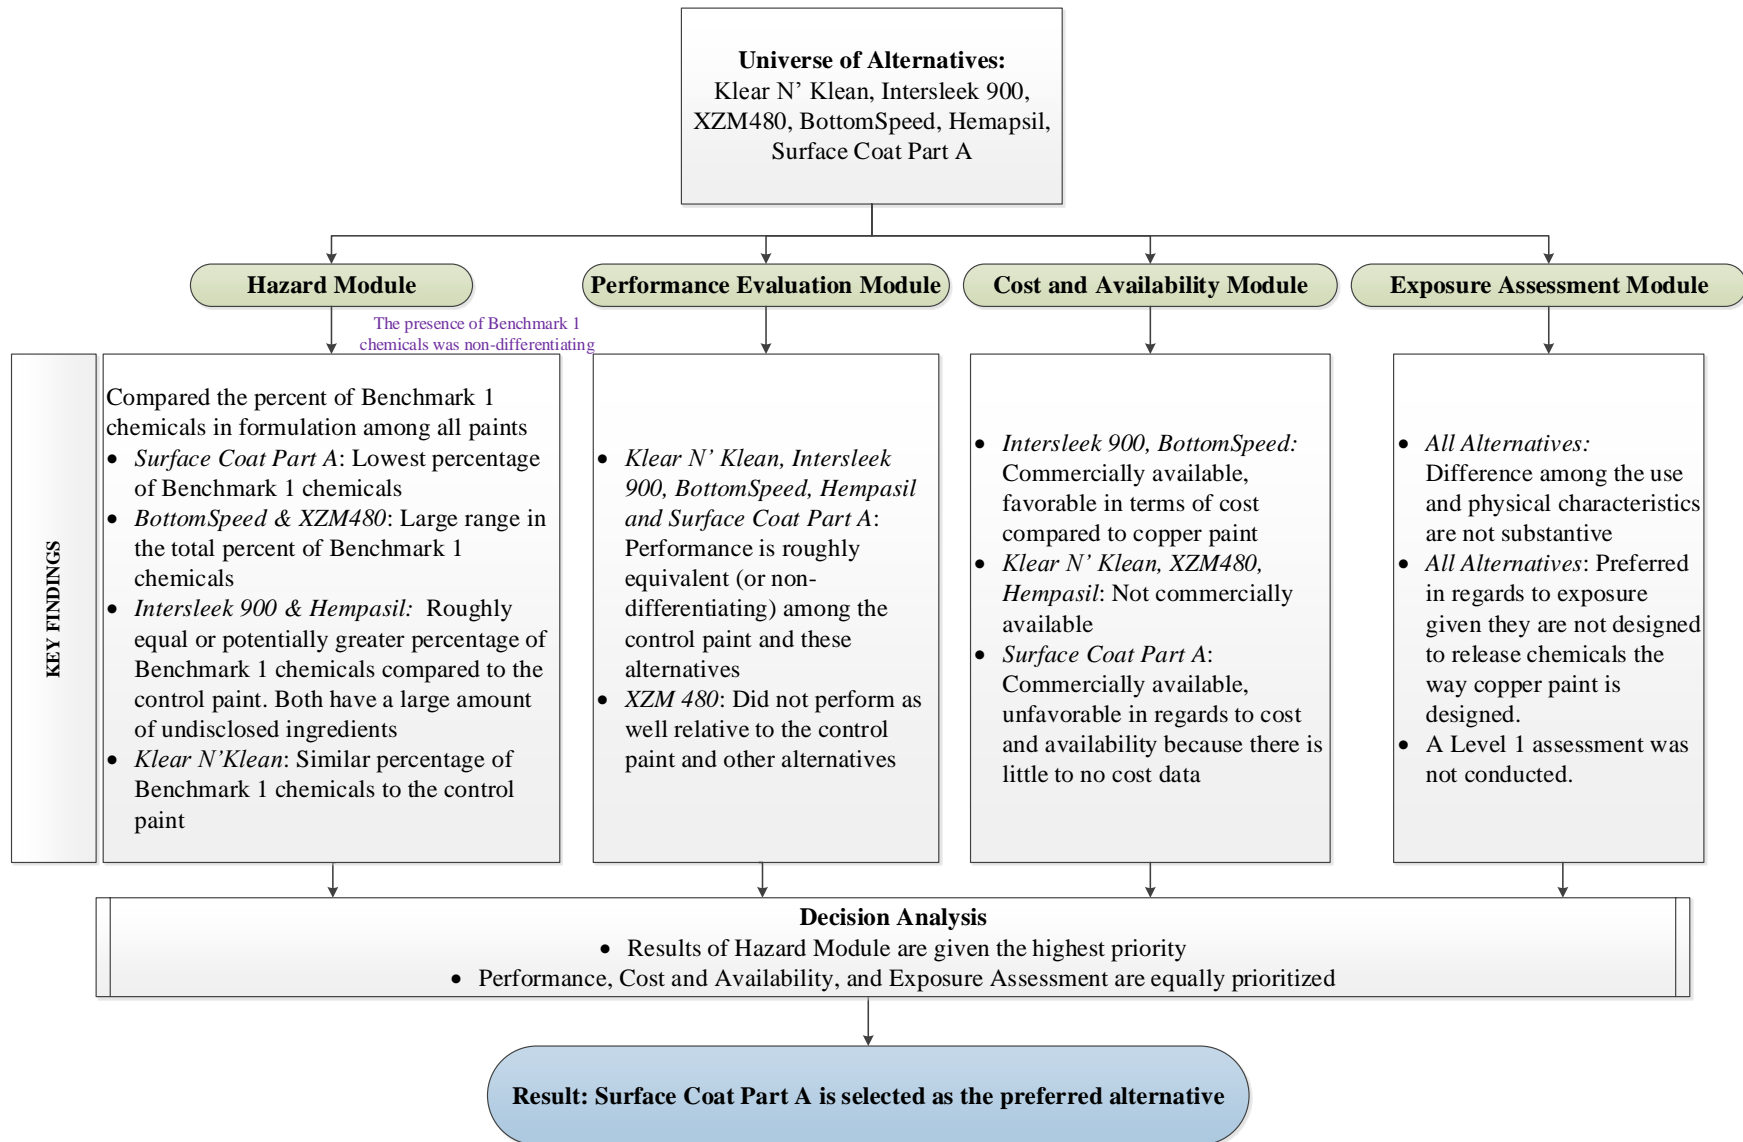 Universe of Alternatives:
Klear N’ Klean, Intersleek 900,
XZM480, BottomSpeed, Hemapsil,
Surface Coat Part A
Hazard Module
Performance Evaluation Module
Cost and Availability Module
Exposure Assessment Module
The presence of Benchmark 1
chemicals was non-differentiating
KEY FINDINGS
Compared the percent of Benchmark 1
chemicals in formulation among all paints
• Surface Coat Part A: Lowest percentage
of Benchmark 1 chemicals
• BottomSpeed & XZM480: Large range in
the total percent of Benchmark 1
chemicals
• Intersleek 900 & Hempasil: Roughly
equal or potentially greater percentage of
Benchmark 1 chemicals compared to the
control paint. Both have a large amount
of undisclosed ingredients
• Klear N’Klean: Similar percentage of
Benchmark 1 chemicals to the control
paint
• Klear N’ Klean, Intersleek
900, BottomSpeed, Hempasil
and Surface Coat Part A:
Performance is roughly
equivalent (or non-
differentiating) among the
control paint and these
alternatives
• XZM 480: Did not perform as
well relative to the control
paint and other alternatives
• Intersleek 900, BottomSpeed:
Commercially available,
favorable in terms of cost
compared to copper paint
• Klear N’ Klean, XZM480,
Hempasil: Not commercially
available
• Surface Coat Part A:
Commercially available,
unfavorable in regards to cost
and availability because there is
little to no cost data
• All Alternatives:
Difference among the use
and physical characteristics
are not substantive
• All Alternatives: Preferred
in regards to exposure
given they are not designed
to release chemicals the
way copper paint is
designed.
• A Level 1 assessment was
not conducted.
Decision Analysis
• Results of Hazard Module are given the highest priority
• Performance, Cost and Availability, and Exposure Assessment are equally prioritized
Result: Surface Coat Part A is selected as the preferred alternative